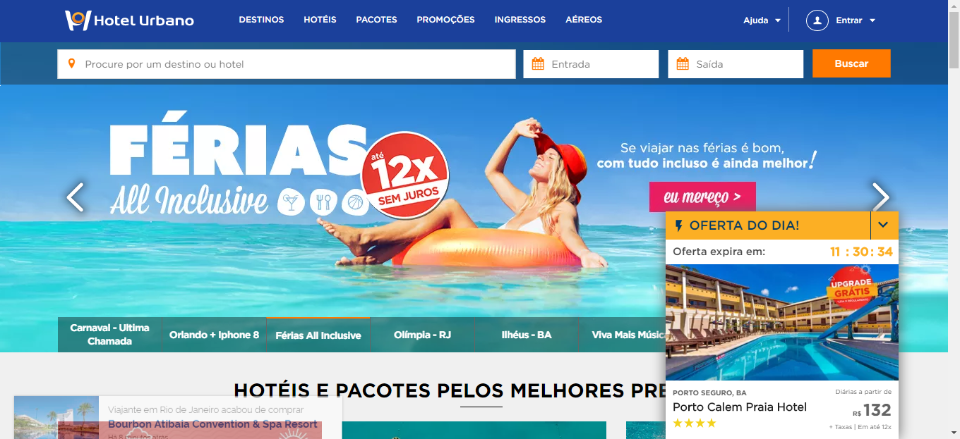 Hotel Urbano
DESTINOS HOTÉIS PACOTES PROMOÇÕES INGRESSOS AÉREOS
Ajuda Entrar
Procure por um destino ou hotel
Entrada
Saída
Buscar
FÉRIAS
All Inclusive
até
12X
SEM JUROS
Se viajar nas férias é bom,
com tudo incluso é ainda melhor!
eu mereço >
OFERTA DO DIA!
Oferta expira em: 11 : 30 : 34
UPGRADE
GRÁTIS
PORTO SEGURO, BA
Diárias a partir de
Porto Calem Praia Hotel
R$ 132
+ Taxas | Em até 12x
Carnaval - Ultima
Chamada
Orlando + Iphone 8
Férias All Inclusive
Olímpia - RJ
Ilhéus - BA
Viva Mais Músic
HOTÉIS E PACOTES PELOS MELHORES PRE
Viajante em Rio de Janeiro acabou de comprar
Bourbon Atibaia Convention & Spa Resort